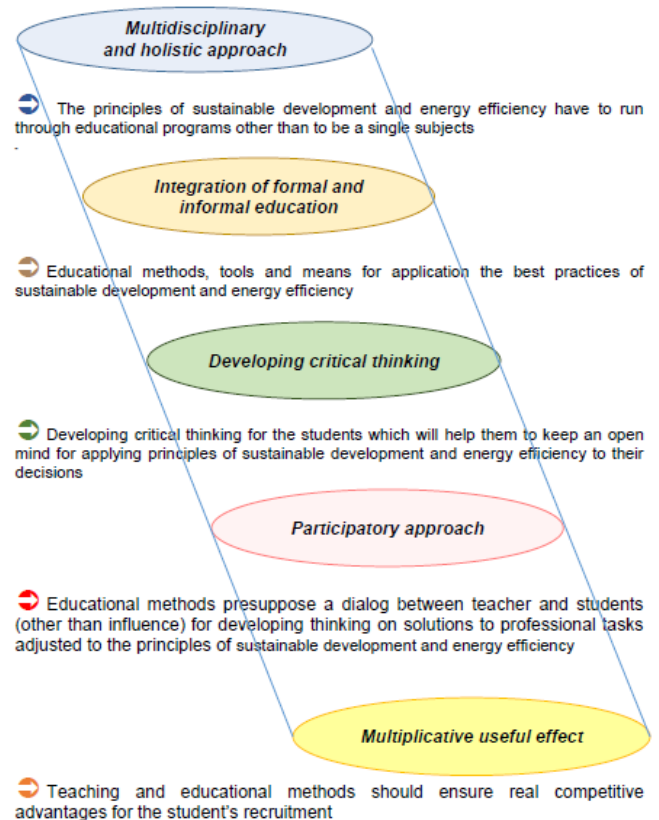 Multidisciplinary
and holistic approach
The principles of sustainable development and energy efficiency have to run
through educational programs other than to be a single subjects
.
Integration of formal and
informal education
Educational methods, tools and means for application the best practices of
sustainable development and energy efficiency
Developing critical thinking
Developing critical thinking for the students which will help them to keep an open
mind for applying principles of sustainable development and energy efficiency to their
decisions
Participatory approach
Educational methods presuppose a dialog between teacher and students
(other than influence) for developing thinking on solutions to professional tasks
adjusted to the principles of sustainable development and energy efficiency
Multiplicative useful effect
Teaching and educational methods should ensure real competitive
advantages for the student's recruitment